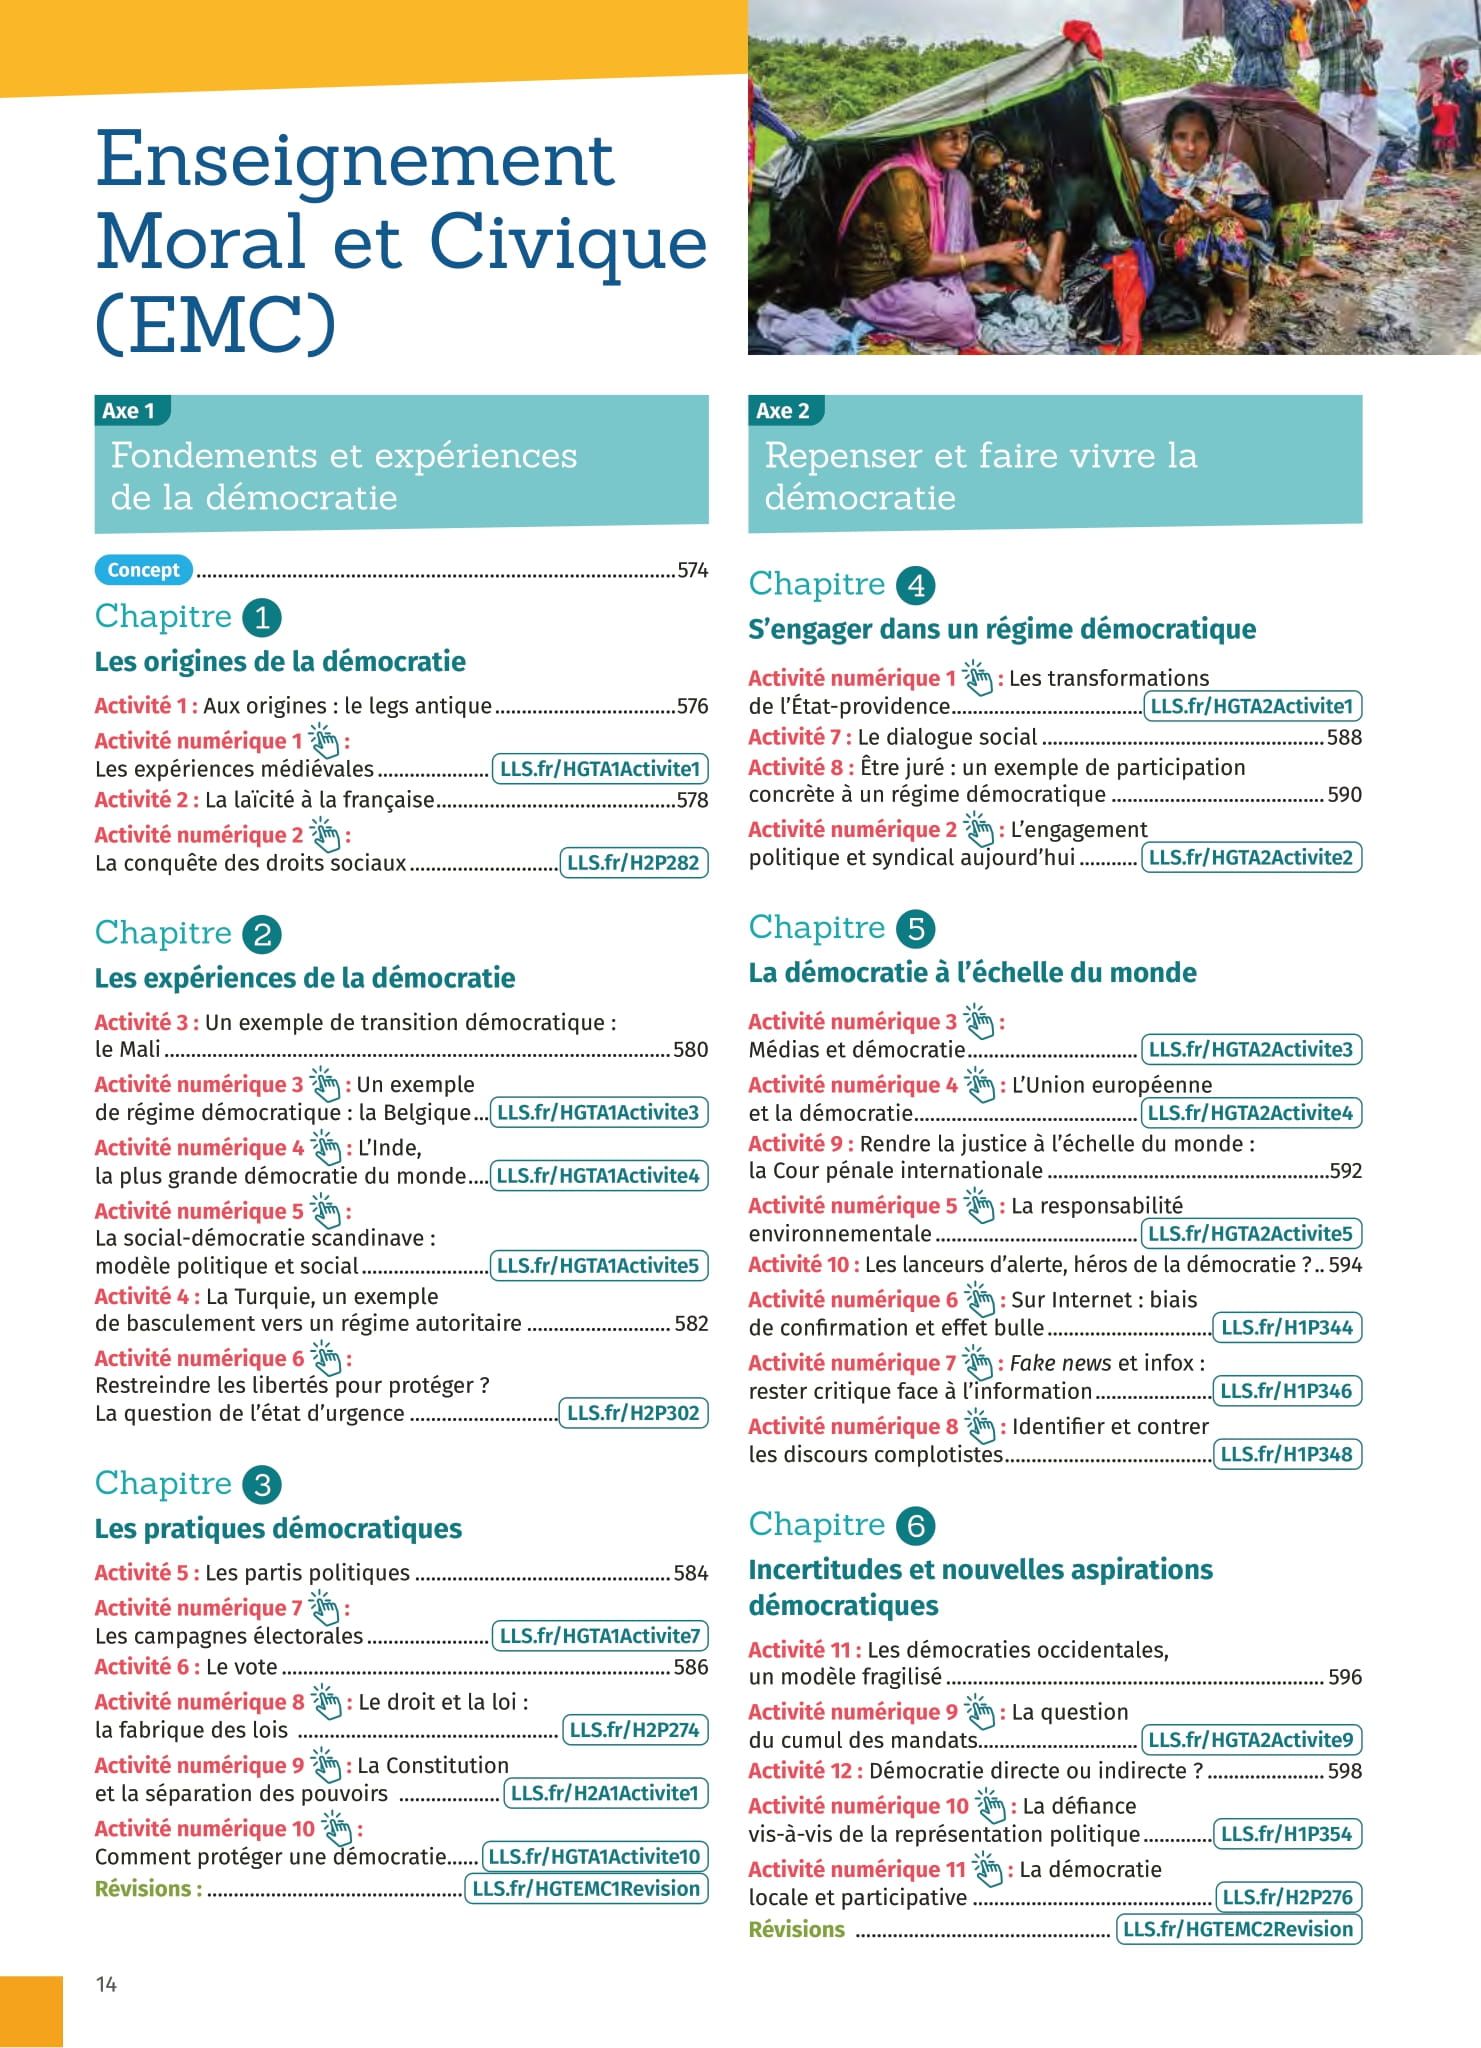 Enseignement
Moral et Civique
(EMC)
Axe 1
Fondements et expériences
de la démocratie
Concept ........................................................................................... 574
Chapitre 1
Les origines de la démocratie
Activité 1 : Aux origines : le legs antique .................................. 576
Activité numérique 1 :
Les expériences médiévales ..................... LLS.fr/HGTA1Activite1
Activité 2 : La laïcité à la française............................................. 578
Activité numérique 2 :
La conquête des droits sociaux ............................ LLS.fr/H2P282
Chapitre 2
Les expériences de la démocratie
Activité 3 : Un exemple de transition démocratique :
le Mali ................................................................................................ 580
Activité numérique 3 : Un exemple
de régime démocratique : la Belgique... LLS.fr/HGTA1Activite3
Activité numérique 4 : L’Inde,
la plus grande démocratie du monde.... LLS.fr/HGTA1Activite4
Activité numérique 5 :
La social-démocratie scandinave :
modèle politique et social ........................ LLS.fr/HGTA1Activite5
Activité 4 : La Turquie, un exemple
de basculement vers un régime autoritaire ........................... 582
Activité numérique 6 :
Restreindre les libertés pour protéger ?
La question de l’état d’urgence ............................ LLS.fr/H2P302
Chapitre 3
Les pratiques démocratiques
Activité 5 : Les partis politiques ................................................ 584
Activité numérique 7 :
Les campagnes électorales ....................... LLS.fr/HGTA1Activite7
Activité 6 : Le vote ......................................................................... 586
Activité numérique 8 : Le droit et la loi :
la fabrique des lois ................................................. LLS.fr/H2P274
Activité numérique 9 : La Constitution
et la séparation des pouvoirs ................... LLS.fr/H2A1Activite1
Activité numérique 10 :
Comment protéger une démocratie...... LLS.fr/HGTA1Activite10
Révisions : ................................................ LLS.fr/HGTEMC1Revision
Axe 2
Repenser et faire vivre la
démocratie
Chapitre 4
S’engager dans un régime démocratique
Activité numérique 1 : Les transformations
de l’État-providence.................................... LLS.fr/HGTA2Activite1
Activité 7 : Le dialogue social ..................................................... 588
Activité 8 : Être juré : un exemple de participation
concrète à un régime démocratique ........................................ 590
Activité numérique 2 : L’engagement
politique et syndical aujourd’hui ........... LLS.fr/HGTA2Activite2
Chapitre 5
La démocratie à l’échelle du monde
Activité numérique 3 :
Médias et démocratie................................ LLS.fr/HGTA2Activite3
Activité numérique 4 : L’Union européenne
et la démocratie.......................................... LLS.fr/HGTA2Activite4
Activité 9 : Rendre la justice à l’échelle du monde :
la Cour pénale internationale ..................................................... 592
Activité numérique 5 : La responsabilité
environnementale ...................................... LLS.fr/HGTA2Activite5
Activité 10 : Les lanceurs d’alerte, héros de la démocratie ? .. 594
Activité numérique 6 : Sur Internet : biais
de confirmation et effet bulle ............................... LLS.fr/H1P344
Activité numérique 7 : Fake news et infox :
rester critique face à l’information ...................... LLS.fr/H1P346
Activité numérique 8 : Identifier et contrer
les discours complotistes....................................... LLS.fr/H1P348
Chapitre 6
Incertitudes et nouvelles aspirations
démocratiques
Activité 11 : Les démocraties occidentales,
un modèle fragilisé ........................................................................ 596
Activité numérique 9 : La question
du cumul des mandats.............................. LLS.fr/HGTA2Activite9
Activité 12 : Démocratie directe ou indirecte ? ...................... 598
Activité numérique 10 : La défiance
vis-à-vis de la représentation politique ............. LLS.fr/H1P354
Activité numérique 11 : La démocratie
locale et participative ............................................. LLS.fr/H2P276
Révisions ................................................ LLS.fr/HGTEMC2Revision
14